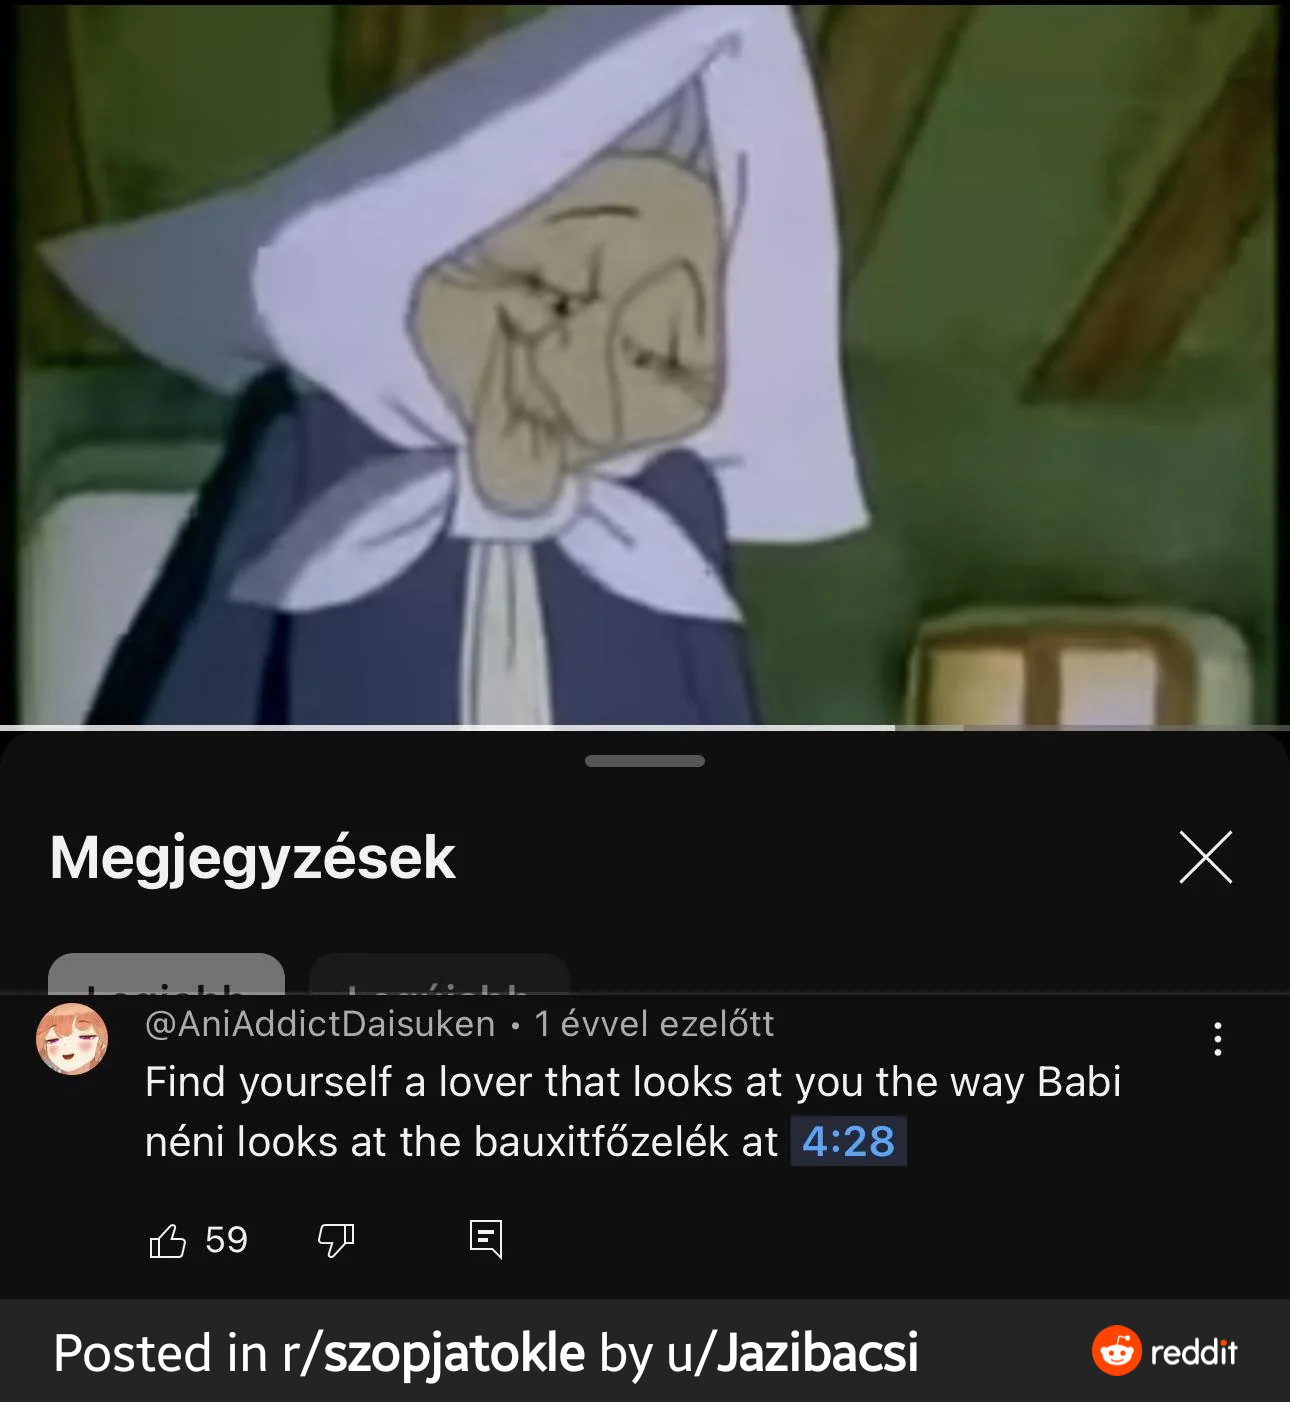 Megjegyzések
@AniAddictDaisuken • 1 évvel ezelőtt
Find yourself a lover that looks at you the way Babi
néni looks at the bauxitfőzelék at 4:28
59
Posted in r/szopjatokle by u/Jazibacsi
reddit